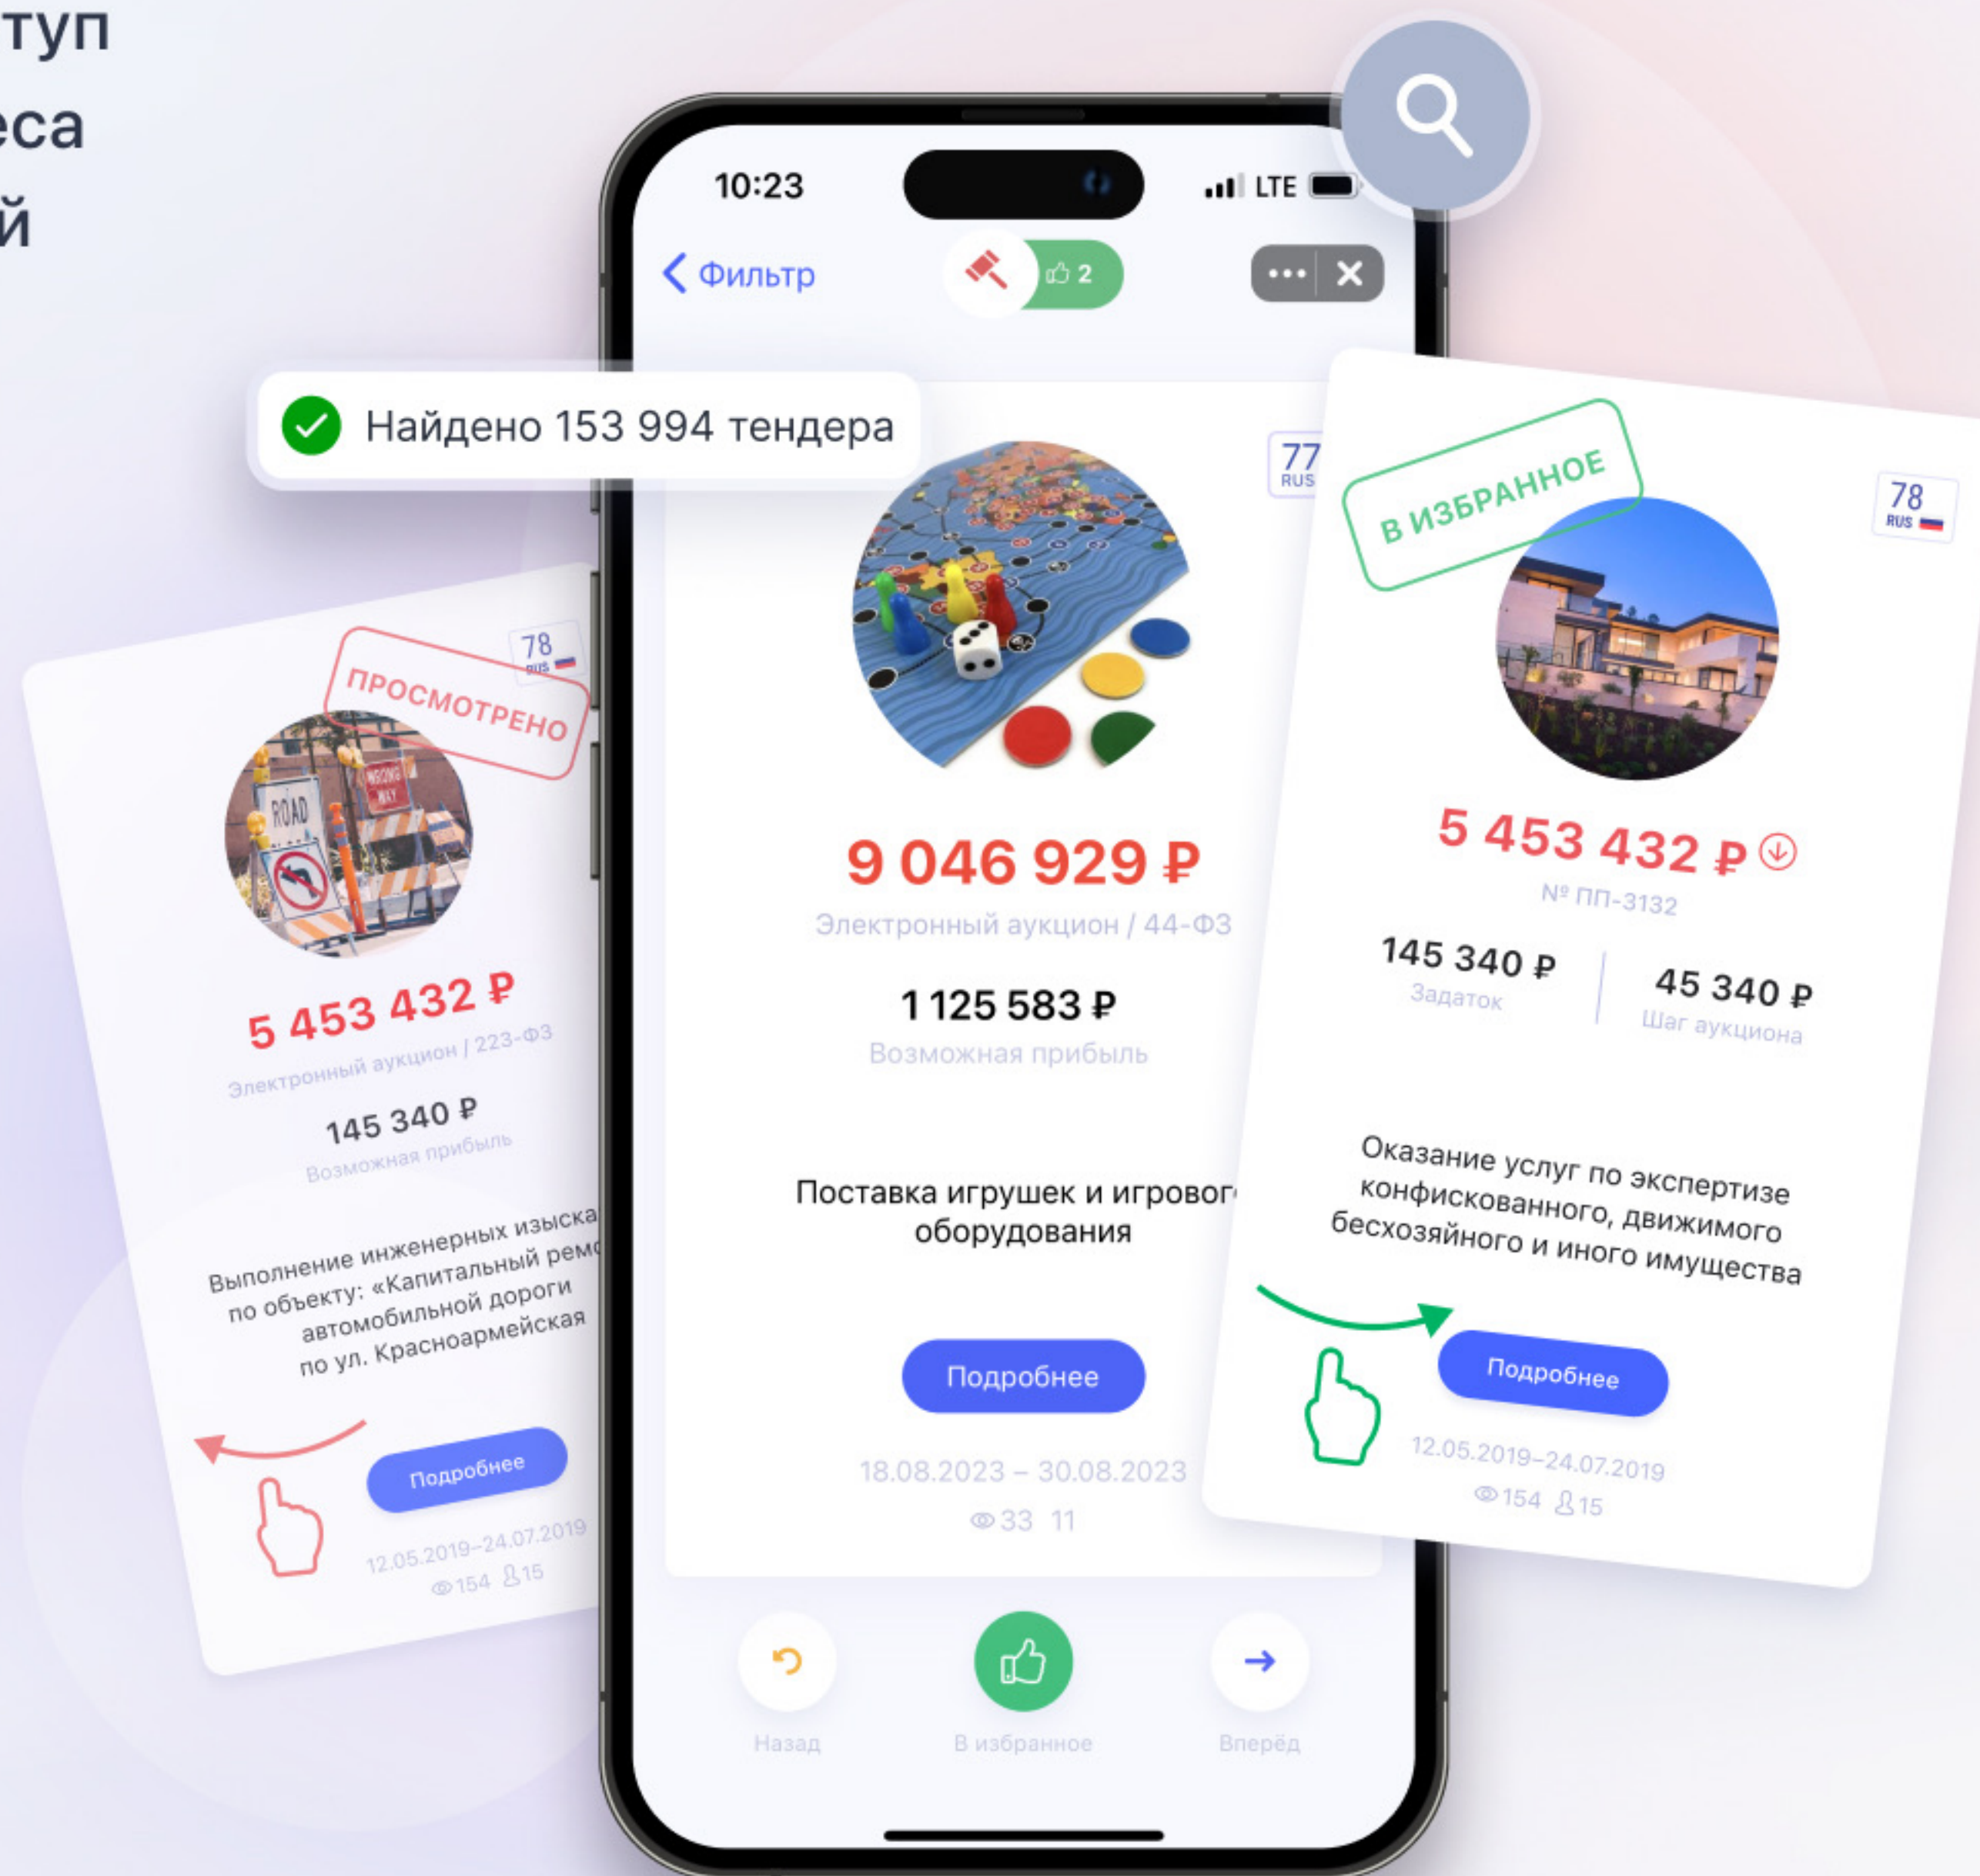 туп
еса
й
10:23
LTE
Фильтр
2
Найдено 153 994 тендера
77
RUS
9 046 929 ₽
Электронный аукцион / 44-ФЗ
1 125 583 ₽
Возможная прибыль
Поставка игрушек и игровог
оборудования
Подробнее
18.08.2023 – 30.08.2023
33 11
Назад
В избранное
Вперёд
78
RUS
ПРОСМОТРЕНО
ROAD
WRONG
WAY
5 453 432 ₽
Электронный аукцион / 223-ФЗ
145 340 ₽
Возможная прибыль
Выполнение инженерных изыска
по объекту: «Капитальный ремо
автомобильной дороги
по ул. Красноармейская
Подробнее
12.05.2019–24.07.2019
154 15
В ИЗБРАННОЕ
78
RUS
5 453 432 ₽
№ ПП-3132
145 340 ₽
Задаток
45 340 ₽
Шаг аукциона
Оказание услуг по экспертизе
конфискованного, движимого
бесхозяйного и иного имущества
Подробнее
12.05.2019–24.07.2019
154 15